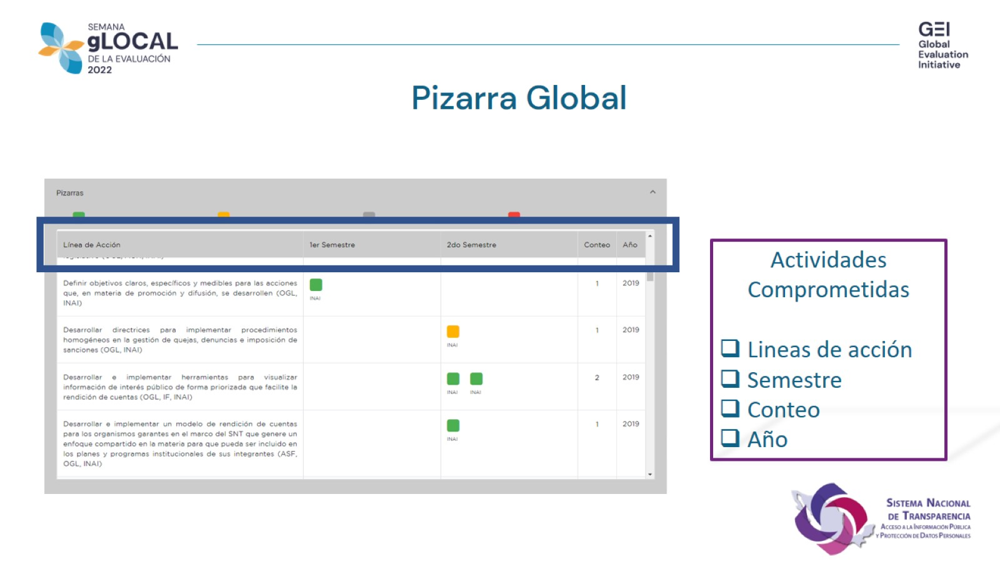 SEMANA
gLOCAL
DE LA EVALUACIÓN
2022
GEI
Global
Evaluation
Initiative
Pizarra Global
Pizarras
Línea de Acción 1er Semestre 2do Semestre Conteo Año
Definir objetivos claros, específicos y medibles para las acciones
que, en materia de promoción y difusión, se desarrollen (OGL,
INAI)
INAI
1 2019
Desarrollar directrices para implementar procedimientos
homogéneos en la gestión de quejas, denuncias e imposición de
sanciones (OGL, INAI)
INAI
1 2019
Desarrollar e implementar herramientas para visualizar
información de interés público de forma priorizada que facilite la
rendición de cuentas (OGL, IF, INAI)
INAI INAI
2 2019
Desarrollar e implementar un modelo de rendición de cuentas
para los organismos garantes en el marco del SNT que genere un
enfoque compartido en la materia para que pueda ser incluido en
los planes y programas institucionales de sus integrantes (ASF,
OGL, INAI)
INAI
1 2019
Actividades
Comprometidas
Lineas de acción
Semestre
Conteo
Año
SISTEMA NACIONAL
DE TRANSPARENCIA
ACCESO A LA INFORMACIÓN PÚBLICA
Y PROTECCIÓN DE DATOS PERSONALES